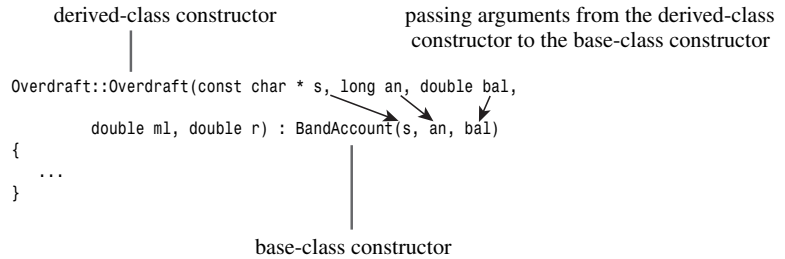 derived-class constructor
passing arguments from the derived-class
constructor to the base-class constructor
Overdraft::Overdraft(const char * s, long an, double bal,
double ml, double r) : BandAccount(s, an, bal)
{
...
}
base-class constructor